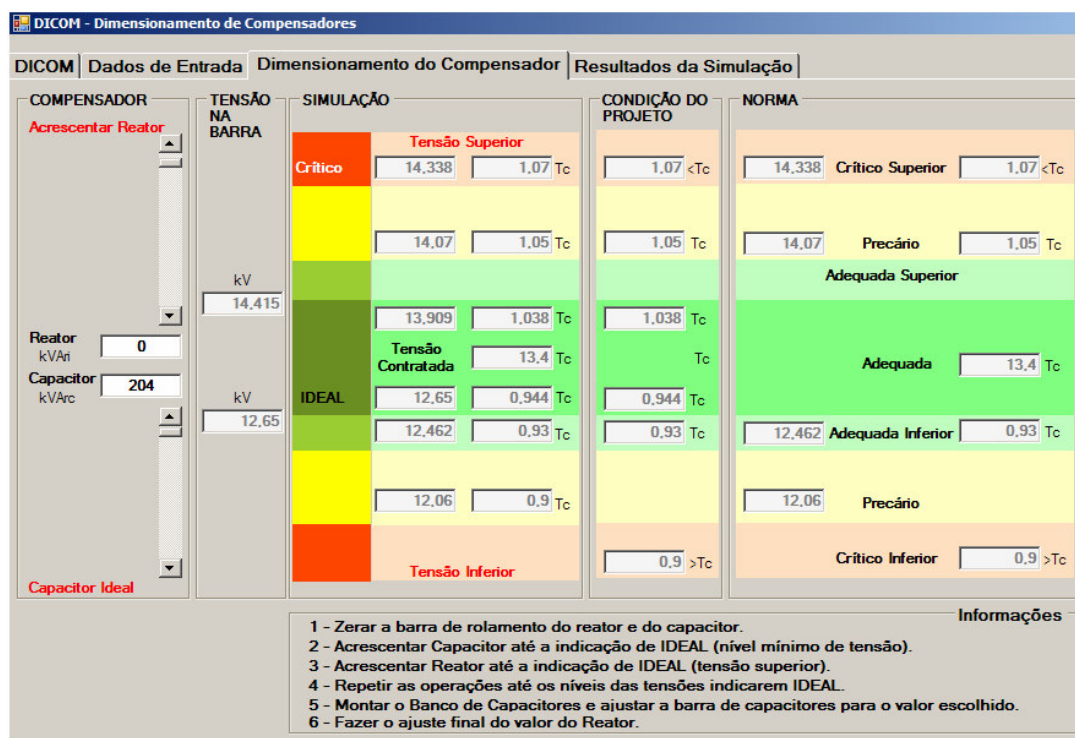 DICOM - Dimensionamento de Compensadores
DICOM Dados de Entrada Dimensionamento do Compensador Resultados da Simulação
COMPENSADOR
Acrescentar Reator
Reator
kVAri 0
Capacitor
kVArc 204
Capacitor Ideal
TENSÃO
NA
BARRA
kV
14,415
kV
12,65
SIMULAÇÃO
Tensão Superior
Crítico 14,338 1,07 Tc
14,07 1,05 Tc
13,909 1,038 Tc
Tensão
Contratada 13,4 Tc
IDEAL 12,65 0,944 Tc
12,462 0,93 Tc
12,06 0,9 Tc
Tensão Inferior
CONDIÇÃO DO
PROJETO
1,07 <Tc
1,05 Tc
1,038 Tc
Tc
0,944 Tc
0,93 Tc
0,9 >Tc
NORMA
14,338 Crítico Superior 1,07 <Tc
14,07 Precário 1,05 Tc
Adequada Superior
Adequada 13,4 Tc
12,462 Adequada Inferior 0,93 Tc
12,06 Precário
Crítico Inferior 0,9 >Tc
Informações
1 - Zerar a barra de rolamento do reator e do capacitor.
2 - Acrescentar Capacitor até a indicação de IDEAL (nível mínimo de tensão).
3 - Acrescentar Reator até a indicação de IDEAL (tensão superior).
4 - Repetir as operações até os níveis das tensões indicarem IDEAL.
5 - Montar o Banco de Capacitores e ajustar a barra de capacitores para o valor escolhido.
6 - Fazer o ajuste final do valor do Reator.